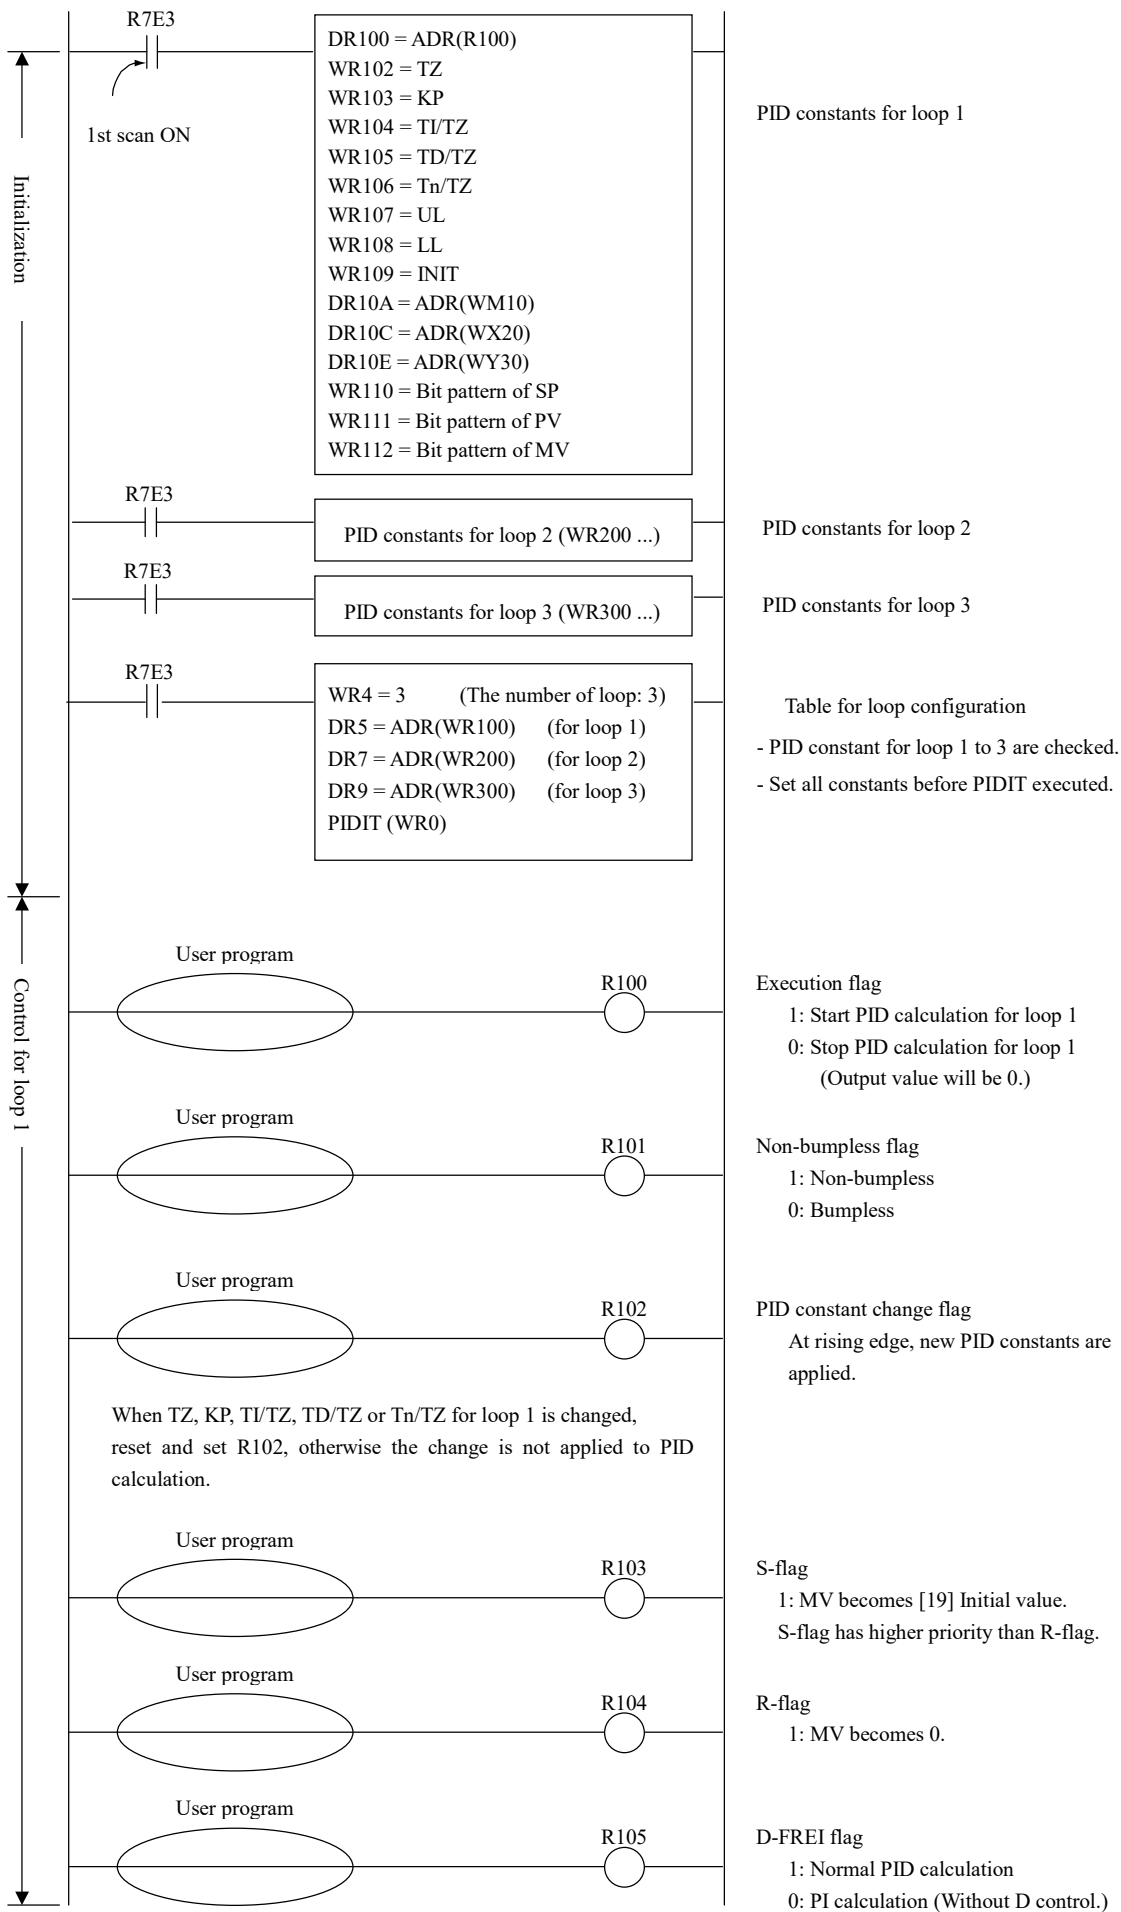 R7E3
DR100 = ADR(R100)
WR102 = TZ
WR103 = KP
WR104 = TI/TZ
WR105 = TD/TZ
WR106 = Tn/TZ
WR107 = UL
WR108 = LL
WR109 = INIT
DR10A = ADR(WM10)
DR10C = ADR(WX20)
DR10E = ADR(WY30)
WR110 = Bit pattern of SP
WR111 = Bit pattern of PV
WR112 = Bit pattern of MV
1st scan ON
PID constants for loop 1
Initialization
R7E3
PID constants for loop 2 (WR200 ...)
PID constants for loop 2
R7E3
PID constants for loop 3 (WR300 ...)
PID constants for loop 3
R7E3
WR4 = 3 (The number of loop: 3)
DR5 = ADR(WR100) (for loop 1)
DR7 = ADR(WR200) (for loop 2)
DR9 = ADR(WR300) (for loop 3)
PIDIT (WR0)
Table for loop configuration
- PID constant for loop 1 to 3 are checked.
- Set all constants before PIDIT executed.
Control for loop 1
User program
R100
Execution flag
1: Start PID calculation for loop 1
0: Stop PID calculation for loop 1
(Output value will be 0.)
User program
R101
Non-bumpless flag
1: Non-bumpless
0: Bumpless
User program
R102
PID constant change flag
At rising edge, new PID constants are
applied.
When TZ, KP, TI/TZ, TD/TZ or Tn/TZ for loop 1 is changed,
reset and set R102, otherwise the change is not applied to PID
calculation.
User program
R103
S-flag
1: MV becomes [19] Initial value.
S-flag has higher priority than R-flag.
User program
R104
R-flag
1: MV becomes 0.
User program
R105
D-FREI flag
1: Normal PID calculation
0: PI calculation (Without D control.)